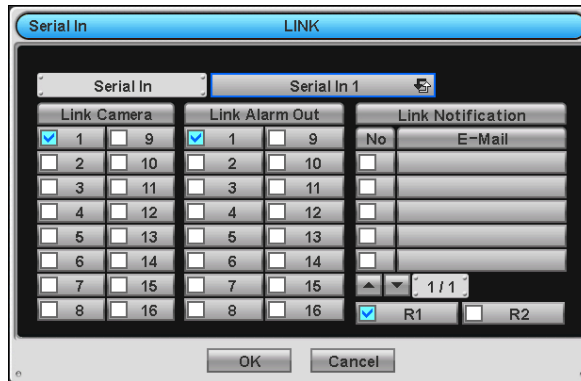 Serial In LINK
Serial In Serial In 1
Link Camera Link Alarm Out Link Notification
1 9 1 9 No E-Mail
2 10 2 10
3 11 3 11
4 12 4 12
5 13 5 13
6 14 6 14
7 15 7 15 1/1
8 16 8 16 R1 R2
OK Cancel